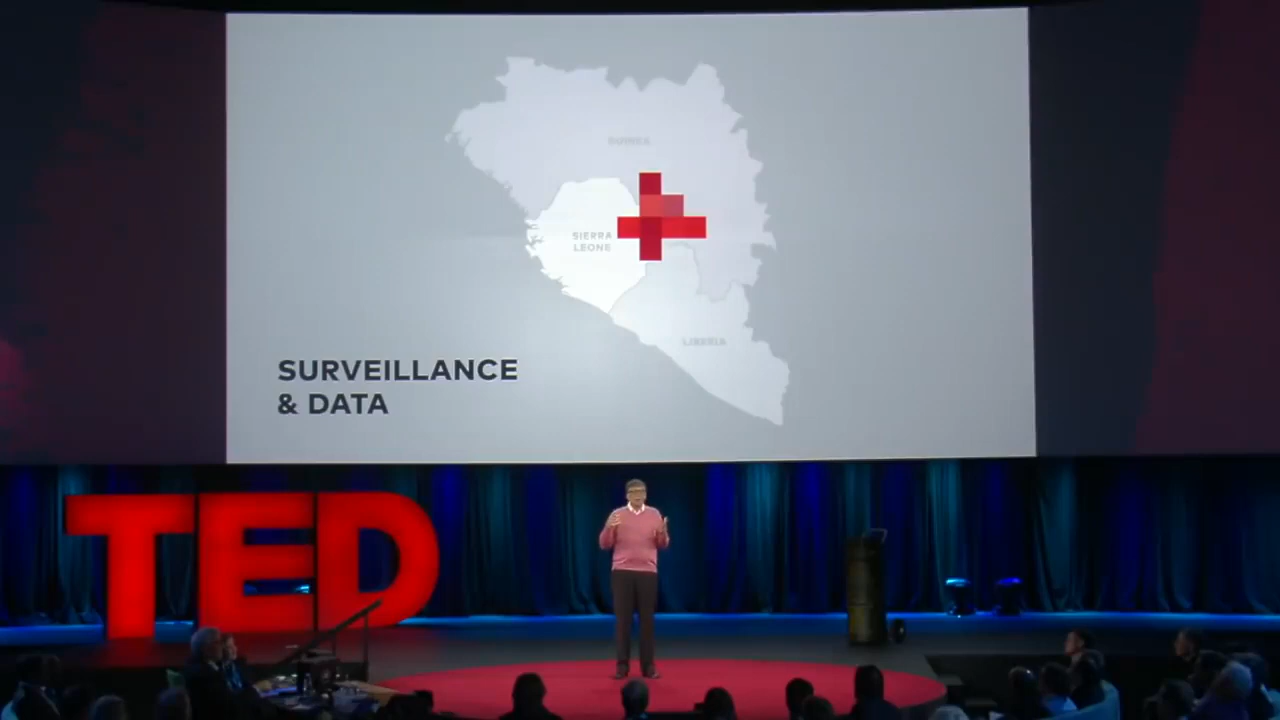 GUINEA
SIERRA
LEONE
LIBERIA
SURVEILLANCE
& DATA
TED